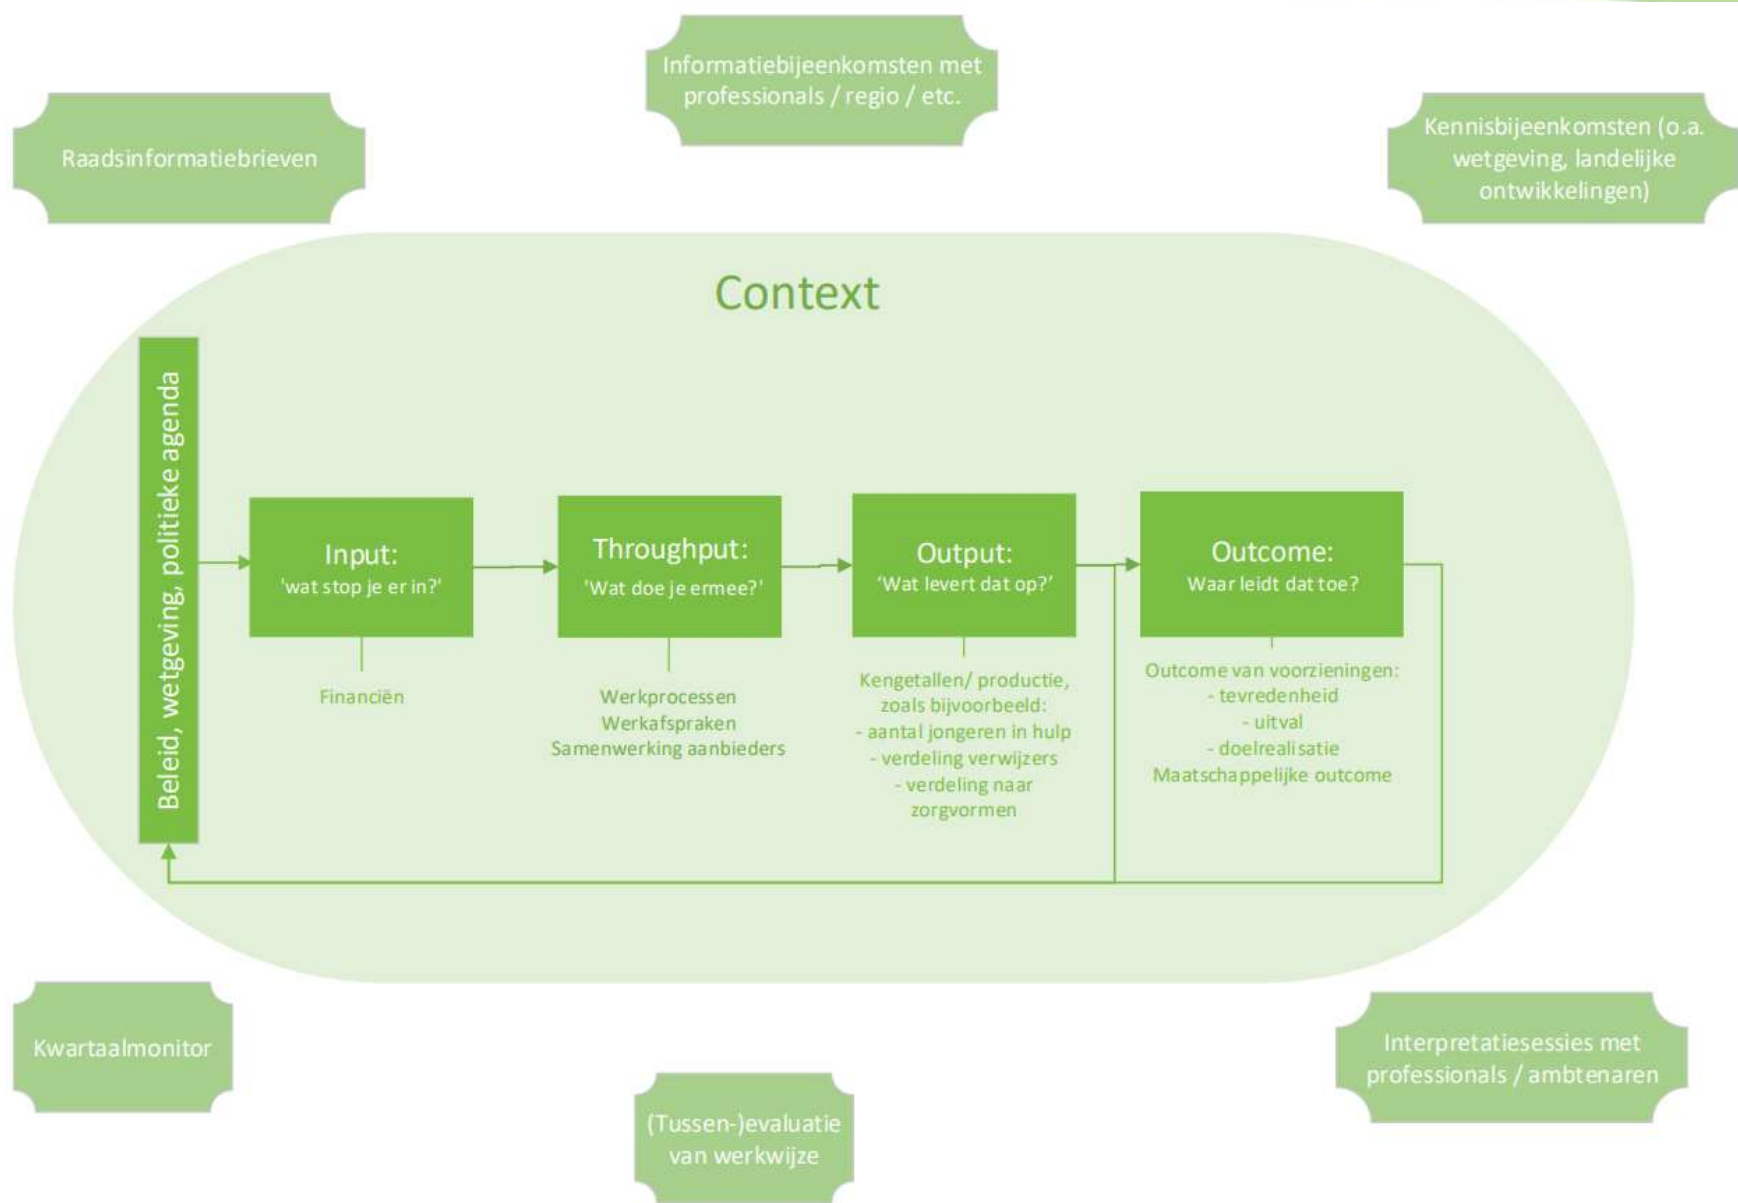 Informatiebijeenkomsten met
professionals / regio / etc.
Raadsinformatiebrieven
Kennisbijeenkomsten (o.a.
wetgeving, landelijke
ontwikkelingen)
Context
Beleid, wetgeving, politieke agenda
Input:
'wat stop je er in?'
Financiën
Throughput:
'Wat doe je ermee?'
Werkprocessen
Werkafspraken
Samenwerking aanbieders
Output:
‘Wat levert dat op?’
Kengetallen/ productie,
zoals bijvoorbeeld:
- aantal jongeren in hulp
- verdeling verwijzers
- verdeling naar
zorgvormen
Outcome:
Waar leidt dat toe?
Outcome van voorzieningen:
- tevredenheid
- uitval
- doelrealisatie
Maatschappelijke outcome
Kwartaalmonitor
(Tussen-)evaluatie
van werkwijze
Interpretatiesessies met
professionals / ambtenaren